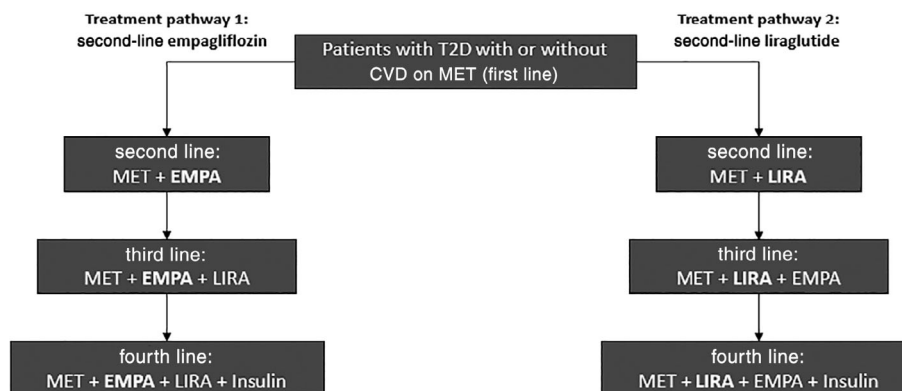 Treatment pathway 1:
second-line empagliflozin
Patients with T2D with or without
CVD on MET (first line)
Treatment pathway 2:
second-line liraglutide
second line:
MET + EMPA
second line:
MET + LIRA
third line:
MET + EMPA + LIRA
third line:
MET + LIRA + EMPA
fourth line:
MET + EMPA + LIRA + Insulin
fourth line:
MET + LIRA + EMPA + Insulin